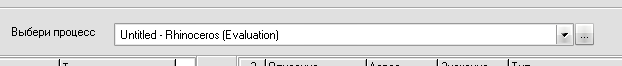 Выбери процесс Untitled - Rhinoceros (Evaluation) ...